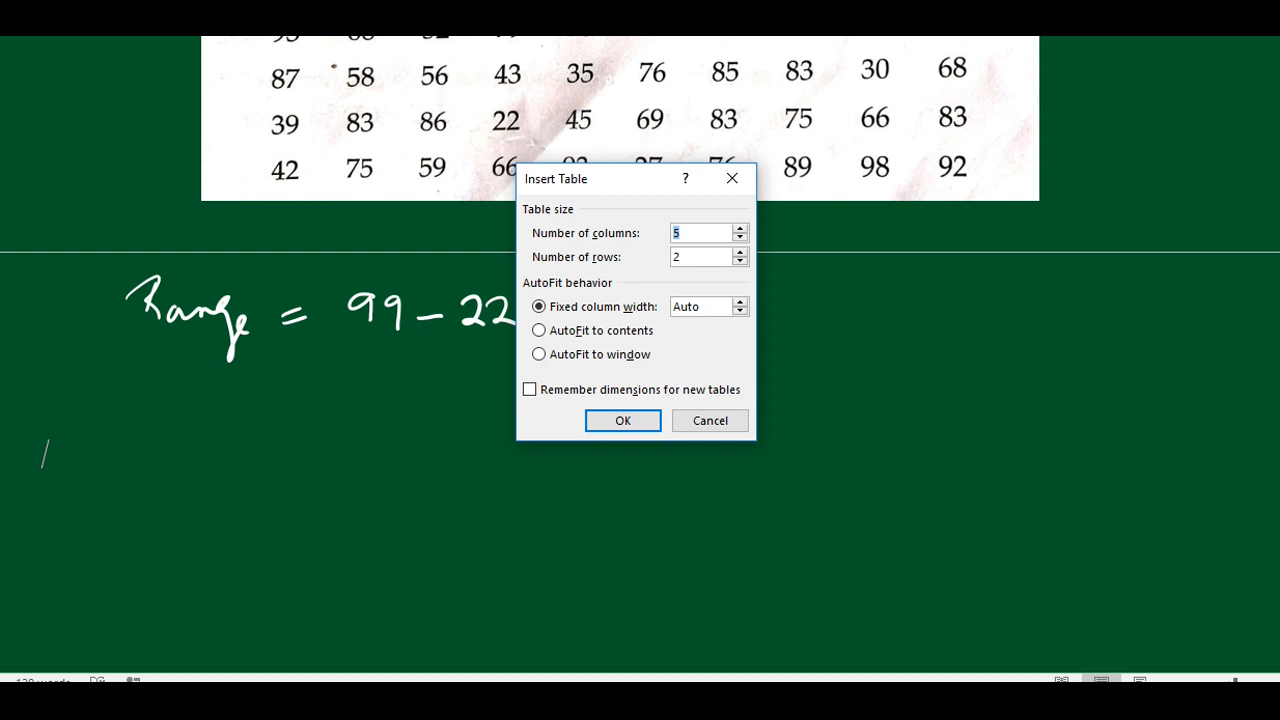 87 58 56 43 35 76 85 83 30 68
39 83 86 22 45 69 83 75 66 83
42 75 59 66 76 89 98 92
Insert Table ?
Table size
Number of columns: 5
Number of rows: 2
AutoFit behavior
Fixed column width: Auto
AutoFit to contents
AutoFit to window
Remember dimensions for new tables
OK Cancel
Range = 99 - 22